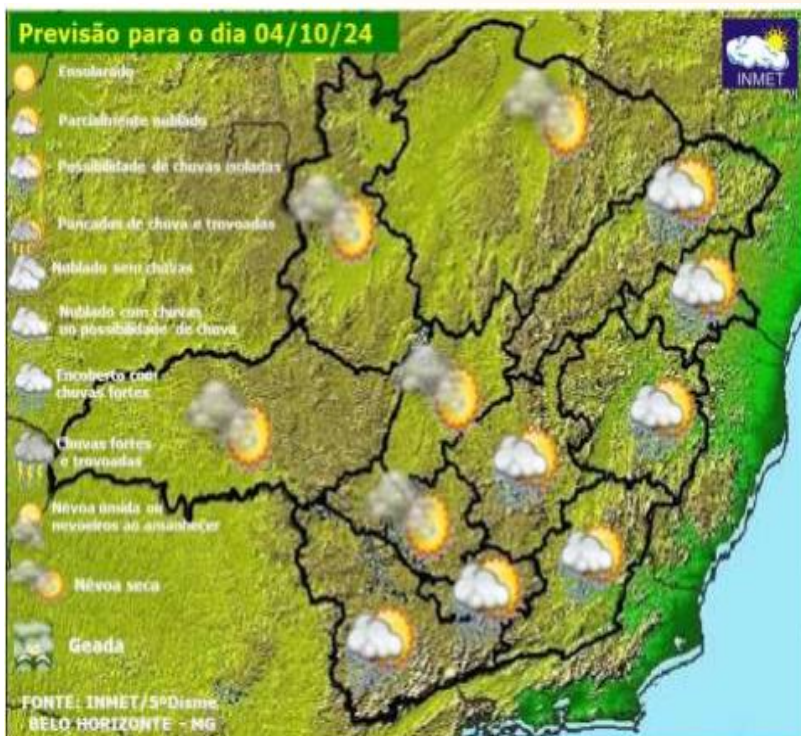 Previsão para o dia 04/10/24
INMET
Ensolarado
Parcialmente nublado
Possibilidade de chuvas isoladas
Pancadas de chuva e trovoadas
Nublado sem chuvas
Nublado com chuvas
ou possibilidade de chuva
Encoberto com
chuvas fortes
Chuvas fortes
e trovoadas
Névoa úmida ou
nevoeiros ao amanhecer
Névoa seca
Geada
FONTE: INMET/5ºDisme
BELO HORIZONTE - MG